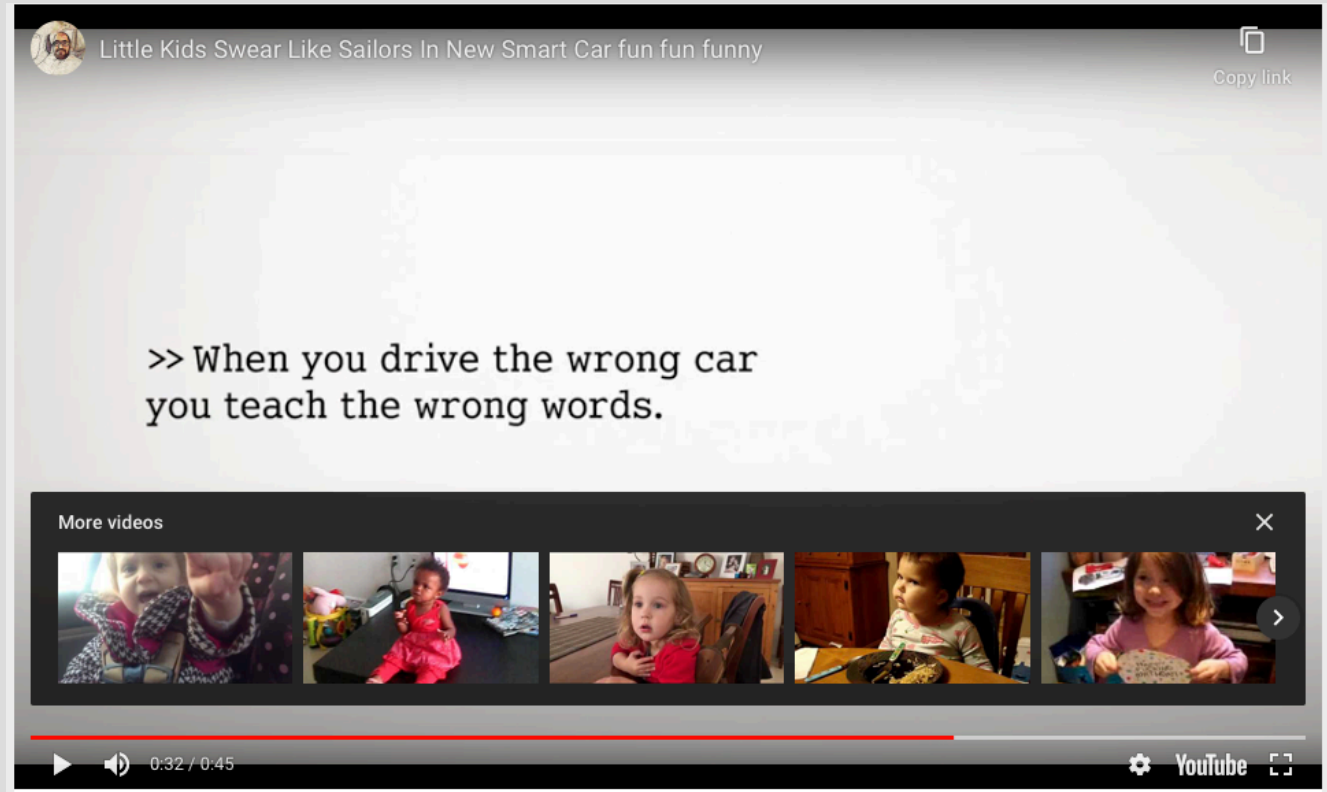 Little Kids Swear Like Sailors In New Smart Car fun fun funny
Copy link
>> When you drive the wrong car
you teach the wrong words.
More videos
0:32 / 0:45
YouTube